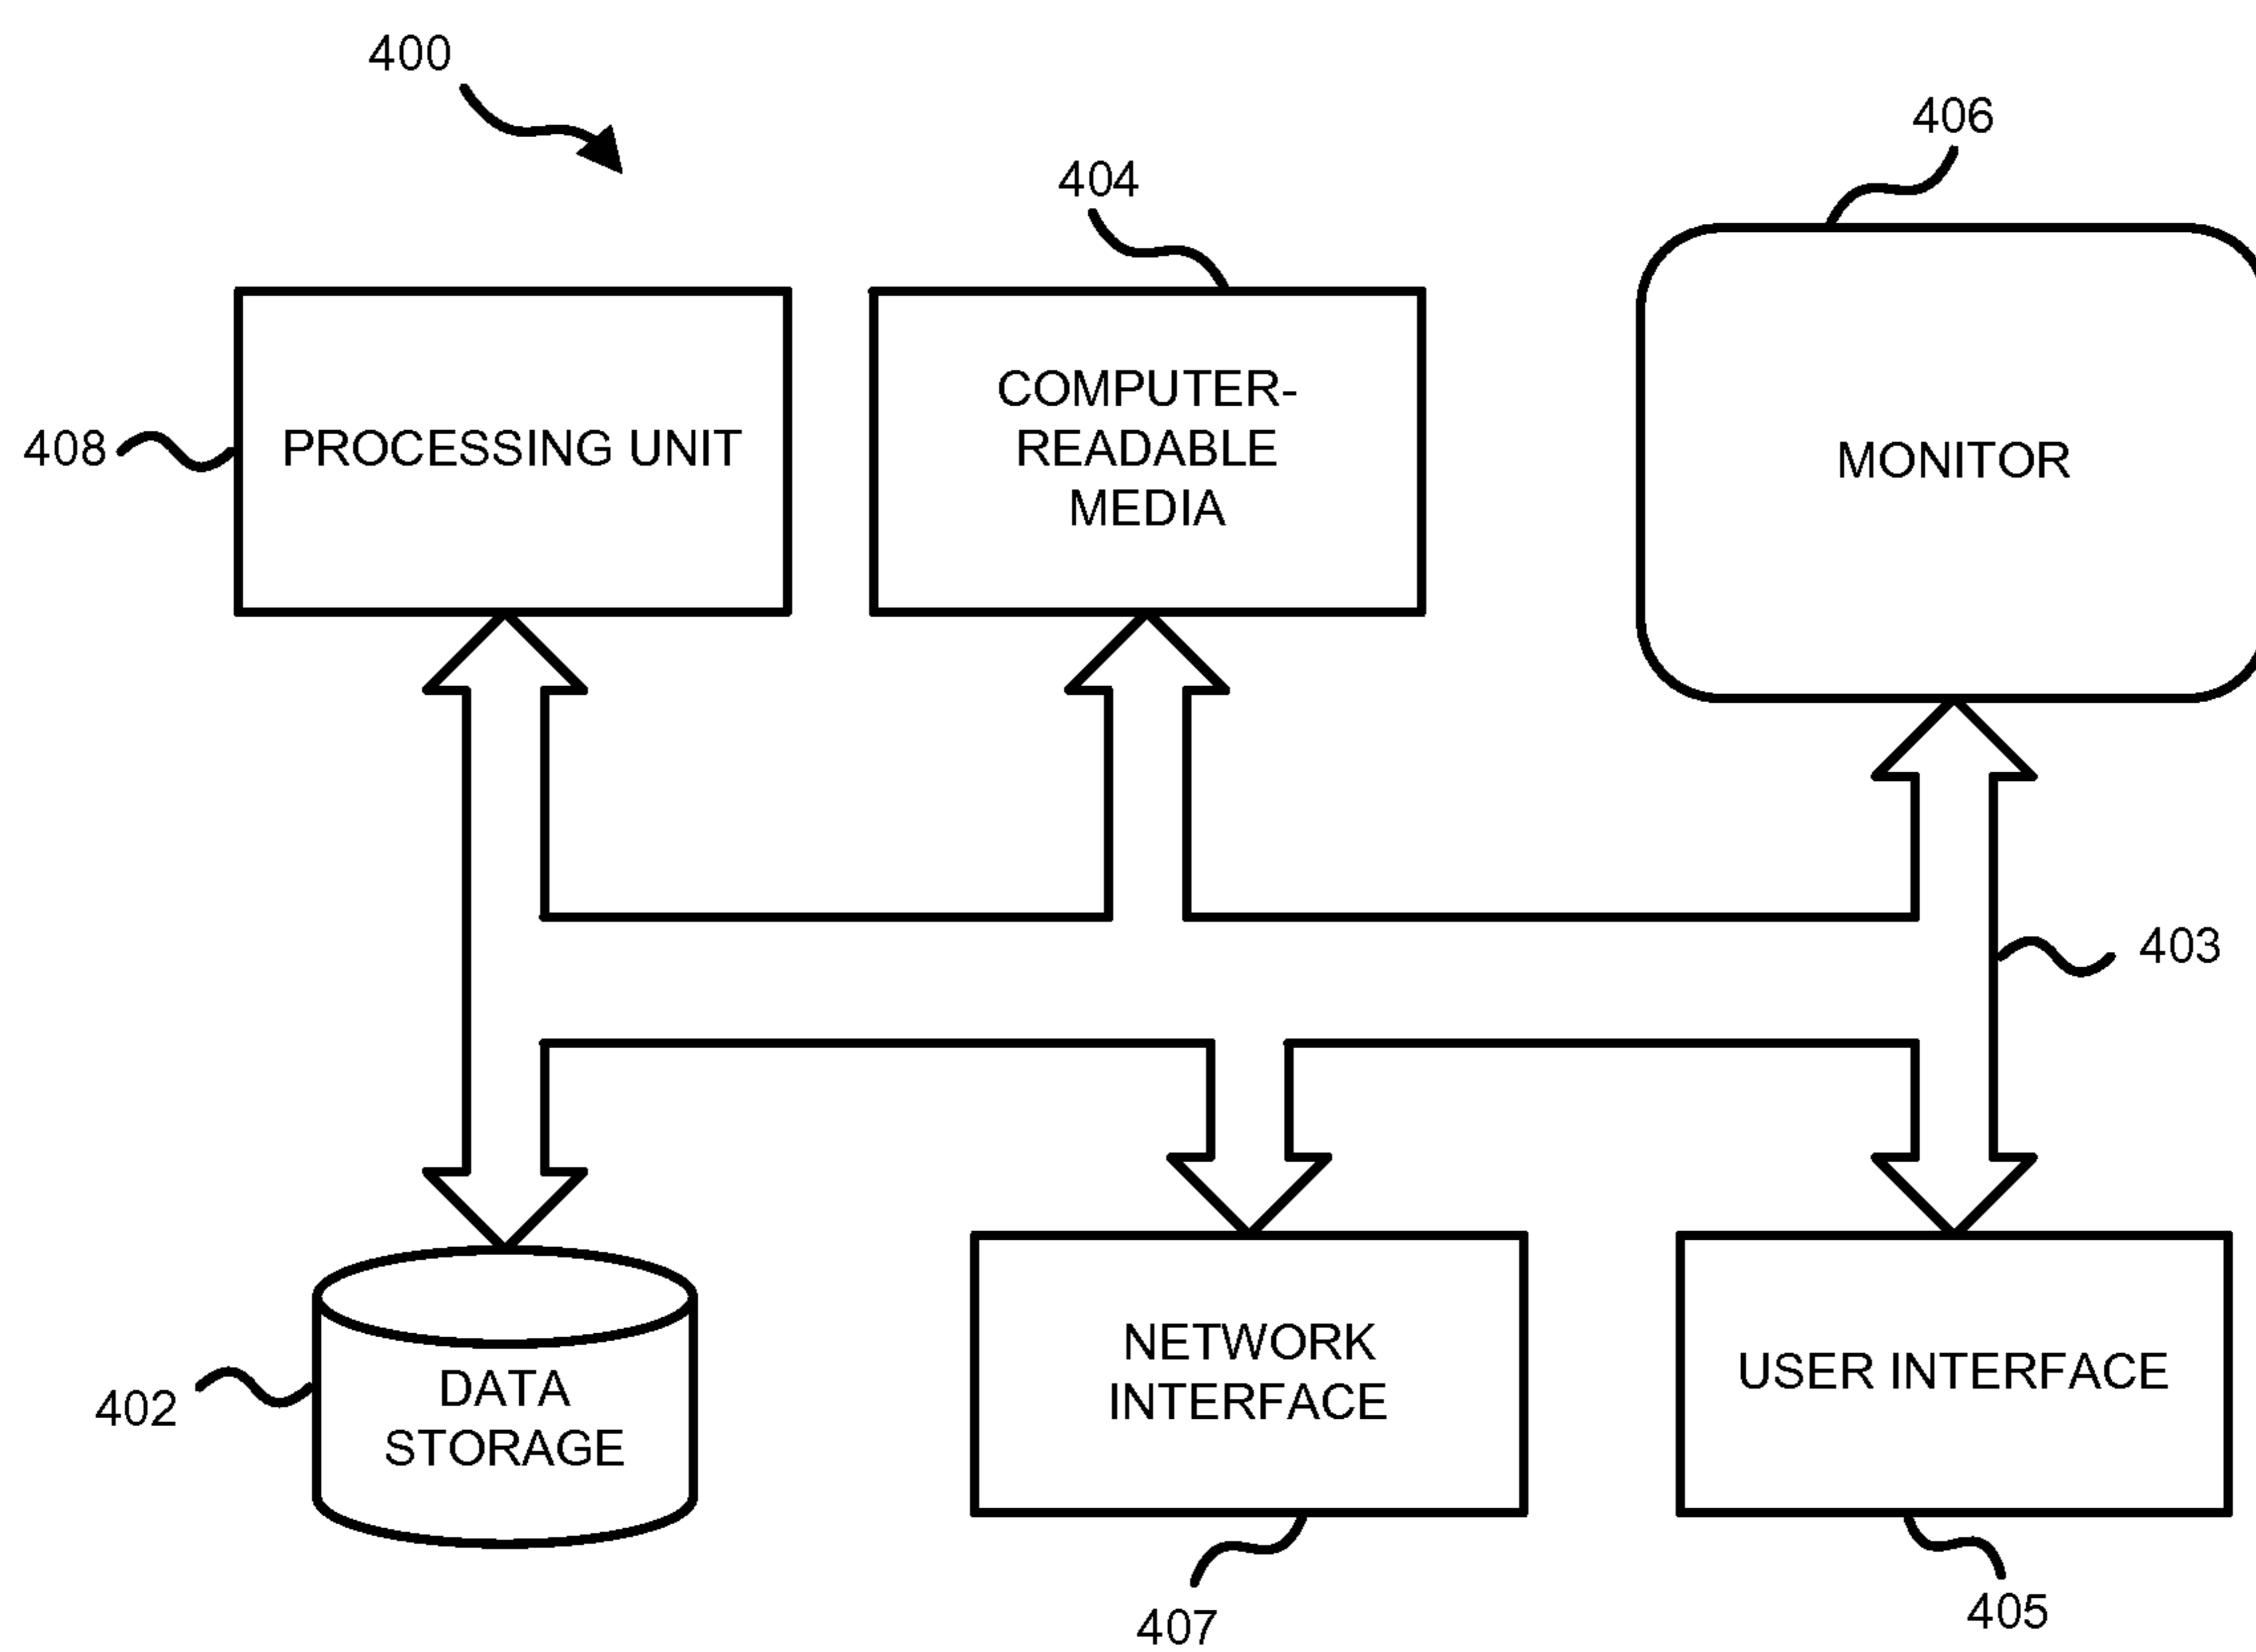 400
406
404
COMPUTER-
READABLE
MEDIA
408
PROCESSING UNIT
MONITOR
403
402
DATA
STORAGE
NETWORK
INTERFACE
USER INTERFACE
407
405